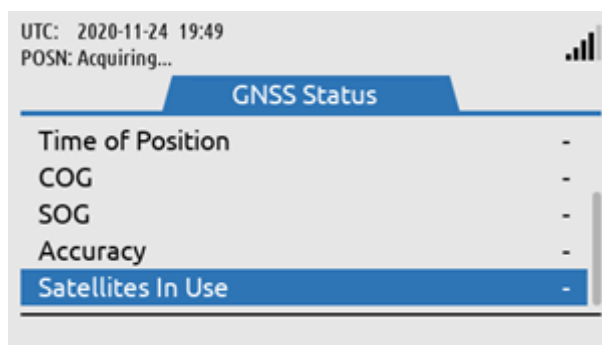 UTC: 2020-11-24 19:49
POSN: Acquiring...
GNSS Status
Time of Position -
COG -
SOG -
Accuracy -
Satellites In Use -